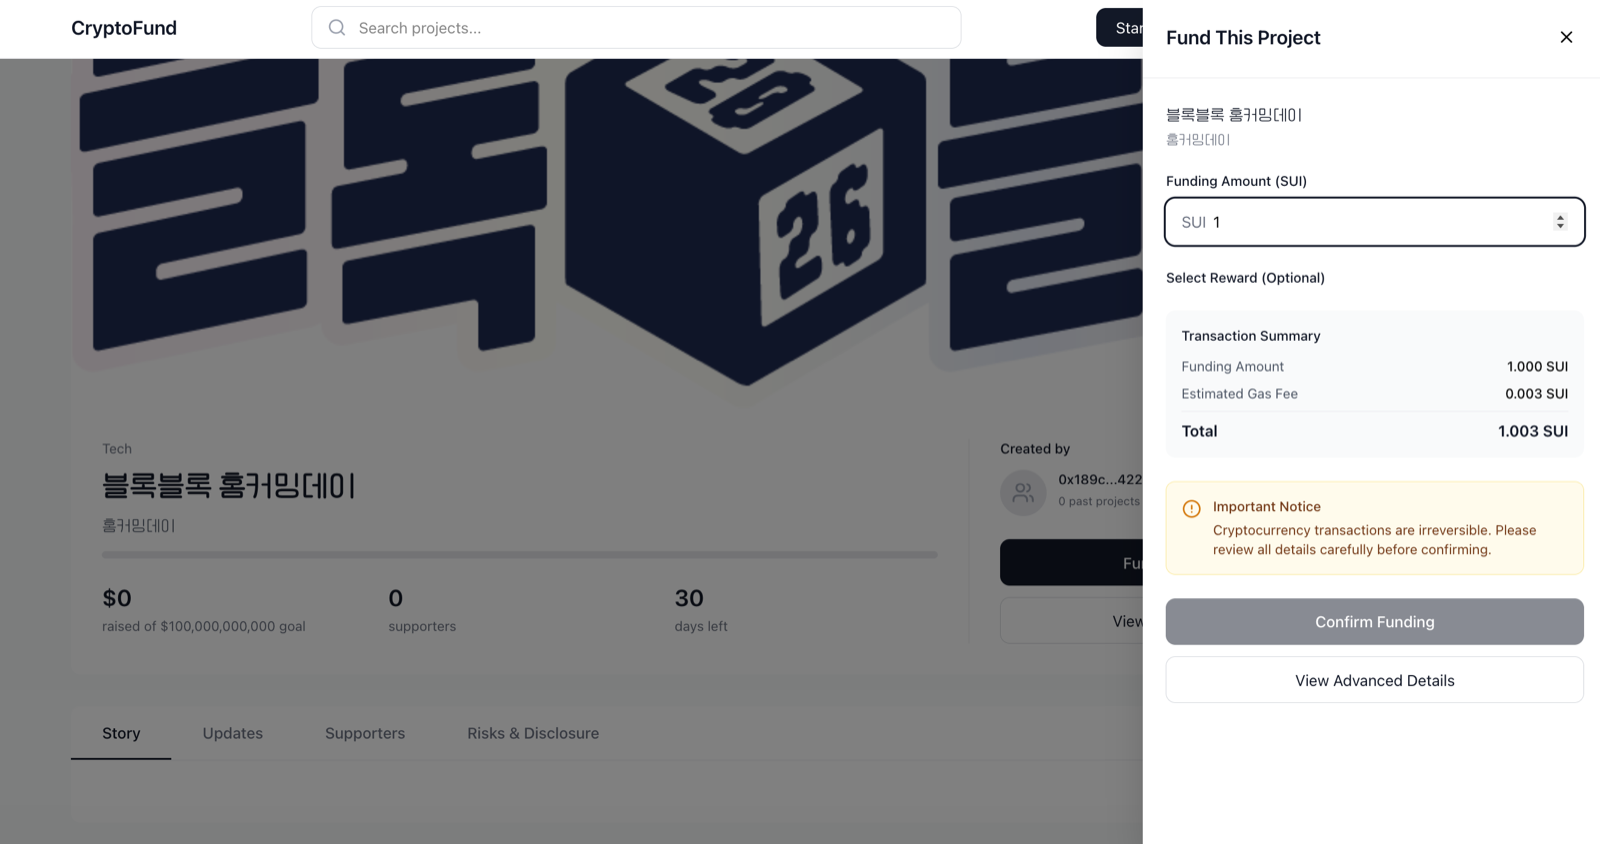 CryptoFund
Search projects...
Fund This Project
블록블록 홈커밍데이
홈커밍데이
Funding Amount (SUI)
SUI 1
Select Reward (Optional)
Transaction Summary
Funding Amount 1.000 SUI
Estimated Gas Fee 0.003 SUI
Total 1.003 SUI
Important Notice
Cryptocurrency transactions are irreversible. Please
review all details carefully before confirming.
Confirm Funding
View Advanced Details
26
Tech
블록블록 홈커밍데이
홈커밍데이
$0
raised of $100,000,000,000 goal
0
supporters
30
days left
Created by
0x189c...422
0 past projects
View
Story
Updates
Supporters
Risks & Disclosure